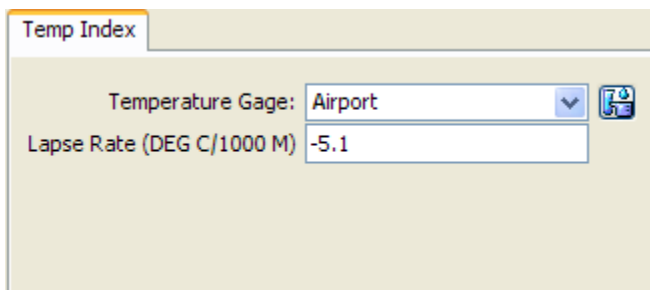 Temp Index
Temperature Gage: Airport
Lapse Rate (DEG C/1000 M) -5.1